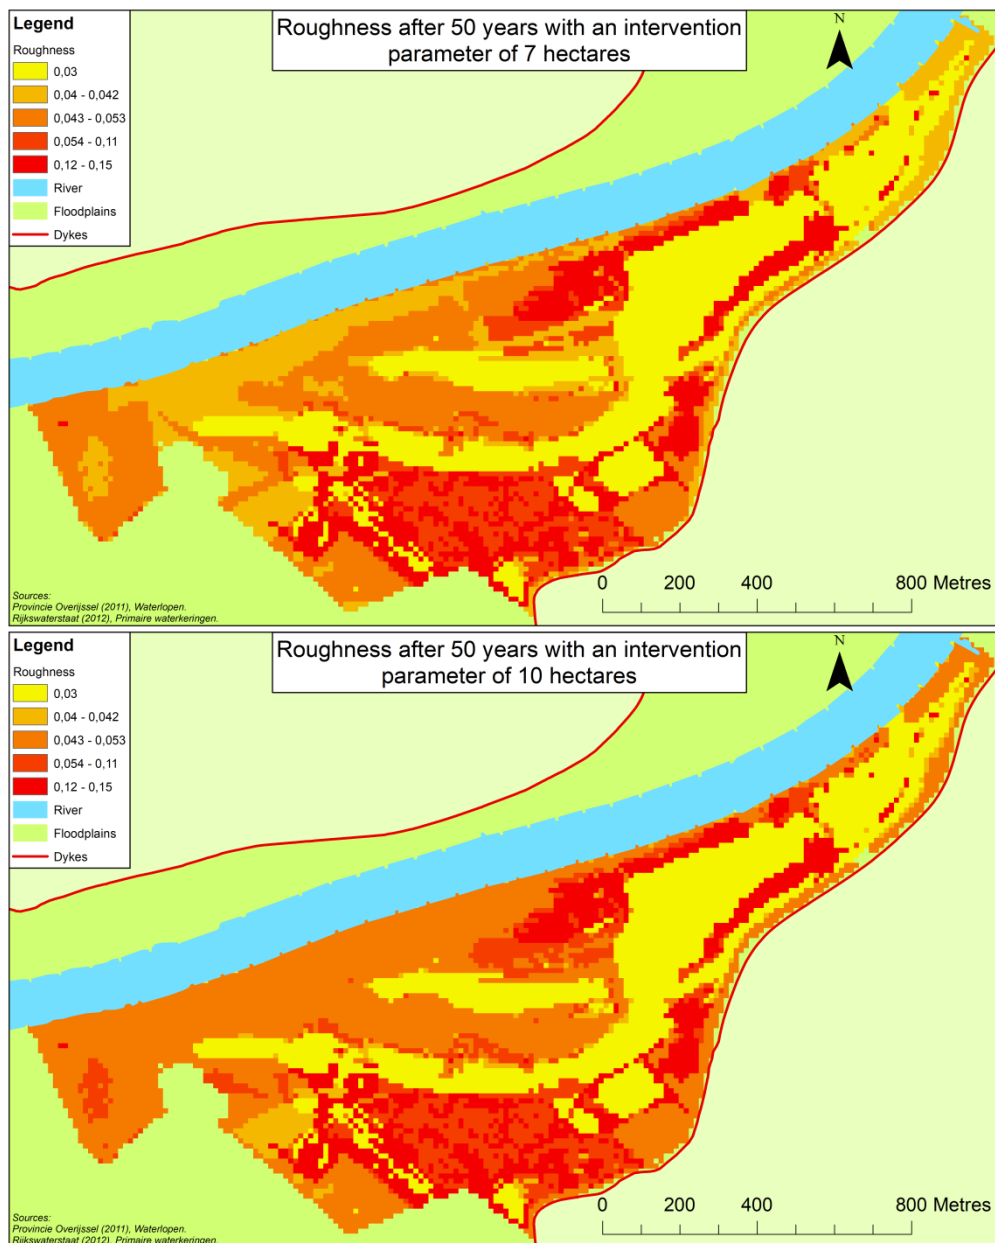 Legend
Roughness
0,03
0,04 - 0,042
0,043 - 0,053
0,054 - 0,11
0,12 - 0,15
River
Floodplains
Dykes
Roughness after 50 years with an intervention
parameter of 7 hectares
N
Sources:
Provincie Overijssel (2011), Waterlopen.
Rijkswaterstaat (2012), Primaire waterkeringen.
0 200 400 800 Metres
Legend
Roughness
0,03
0,04 - 0,042
0,043 - 0,053
0,054 - 0,11
0,12 - 0,15
River
Floodplains
Dykes
Roughness after 50 years with an intervention
parameter of 10 hectares
N
Sources:
Provincie Overijssel (2011), Waterlopen.
Rijkswaterstaat (2012), Primaire waterkeringen.
0 200 400 800 Metres